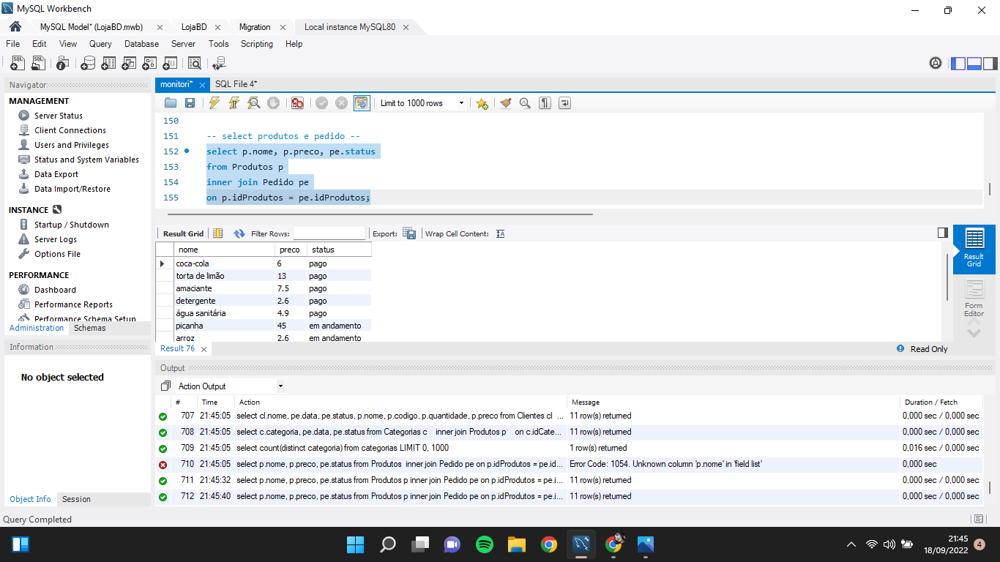 MySQL Workbench
MySQL Model* (LojaBD.mwb) LojaBD Migration Local instance MySQL80
File Edit View Query Database Server Tools Scripting Help
Navigator
MANAGEMENT
Server Status
Client Connections
Users and Privileges
Status and System Variables
Data Export
Data Import/Restore
INSTANCE
Startup / Shutdown
Server Logs
Options File
PERFORMANCE
Dashboard
Performance Reports
Performance Schema Setup
Administration Schemas
Information
No object selected
Object Info Session
monitori* SQL File 4*
Limit to 1000 rows
150
151 -- select produtos e pedido --
152 select p.nome, p.preco, pe.status
153 from Produtos p
154 inner join Pedido pe
155 on p.idProdutos = pe.idProdutos;
Result Grid Filter Rows: Export: Wrap Cell Content:
nome preco status
coca-cola 6 pago
torta de limão 13 pago
amaciante 7.5 pago
detergente 2.6 pago
água sanitária 4.9 pago
picanha 45 em andamento
arroz 2.6 em andamento
Result Grid
Form Editor
Result 76 Read Only
Output
Action Output
# Time Action Message Duration / Fetch
707 21:45:05 select cl.nome, pe.data, pe.status, p.nome, p.codigo, p.quantidade, p.preco from Clientes cl ... 11 row(s) returned 0,000 sec / 0,000 sec
708 21:45:05 select c.categoria, pe.data, pe.status from Categorias c inner join Produtos p on c.idCate... 11 row(s) returned 0,000 sec / 0,000 sec
709 21:45:05 select count(distinct categoria) from categorias LIMIT 0, 1000 1 row(s) returned 0,016 sec / 0,000 sec
710 21:45:05 select p.nome, p.preco, pe.status from Produtos inner join Pedido pe on p.idProdutos = pe.id... Error Code: 1054. Unknown column 'p.nome' in 'field list' 0,000 sec
711 21:45:32 select p.nome, p.preco, pe.status from Produtos p inner join Pedido pe on p.idProdutos = pe.i... 11 row(s) returned 0,000 sec / 0,000 sec
712 21:45:40 select p.nome, p.preco, pe.status from Produtos p inner join Pedido pe on p.idProdutos = pe.i... 11 row(s) returned 0,000 sec / 0,000 sec
Query Completed
21:45
18/09/2022 4